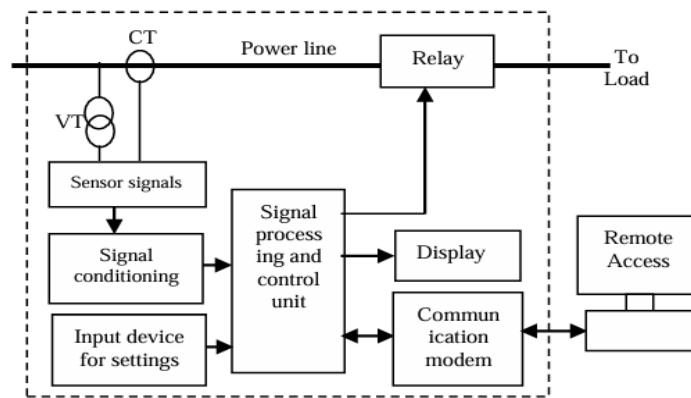 CT
Power line
Relay
To
Load
VT
Sensor signals
Signal
conditioning
Signal
process
ing and
control
unit
Display
Remote
Access
Input device
for settings
Commun
ication
modem